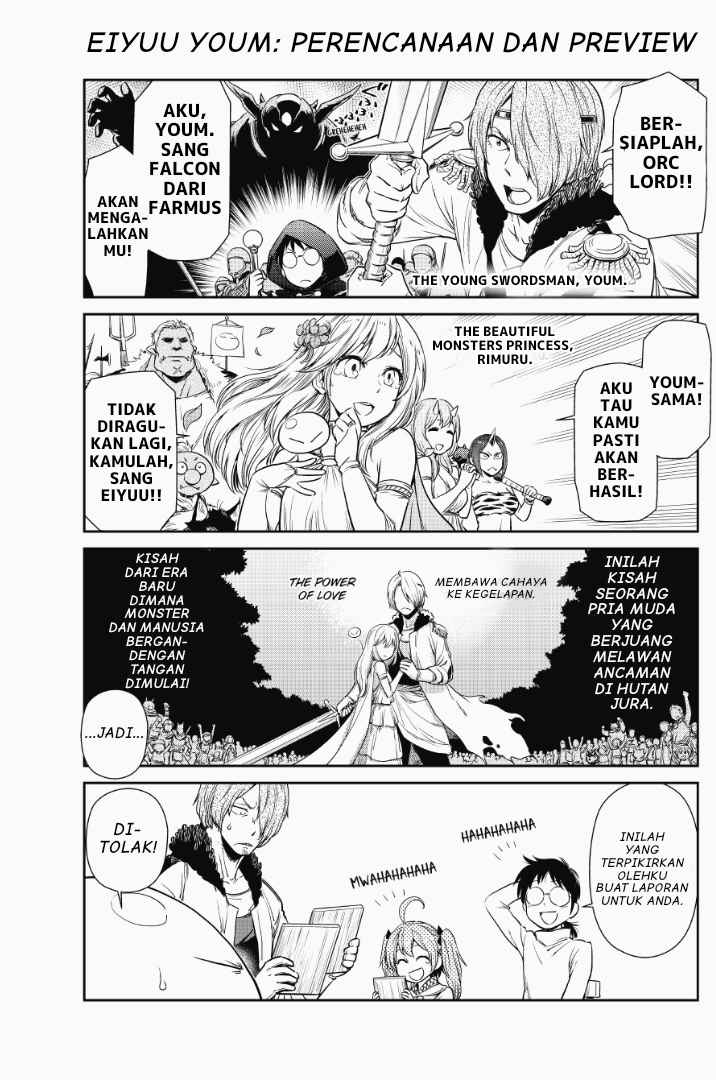 EIYUU YOUM: PERENCANAAN DAN PREVIEW
BER-
SIAPLAH,
ORC
LORD!!
GREHEHEHEH
AKU,
YOUM.
SANG
FALCON
DARI
FARMUS
AKAN
MENGA-
LAHKAN
MU!
THE YOUNG SWORDSMAN, YOUM.
YOUM-
SAMA!
AKU
TAU
KAMU
PASTI
AKAN
BER-
HASIL!
THE BEAUTIFUL
MONSTERS PRINCESS,
RIMURU.
TIDAK
DIRAGU-
KAN LAGI,
KAMULAH,
SANG
EIYUU!!
INILAH
KISAH
SEORANG
PRIA MUDA
YANG
BERJUANG
MELAWAN
ANCAMAN
DI HUTAN
JURA.
MEMBAWA CAHAYA
KE KEGELAPAN.
THE POWER
OF LOVE
KISAH
DARI ERA
BARU
DIMANA
MONSTER
DAN MANUSIA
BERGAN-
DENGAN
TANGAN
DIMULAI!
...JADI...
INILAH
YANG
TERPIKIRKAN
OLEHKU
BUAT LAPORAN
UNTUK ANDA.
HAHAHAHAHA
MWAHAHAHAHA
DI-
TOLAK!